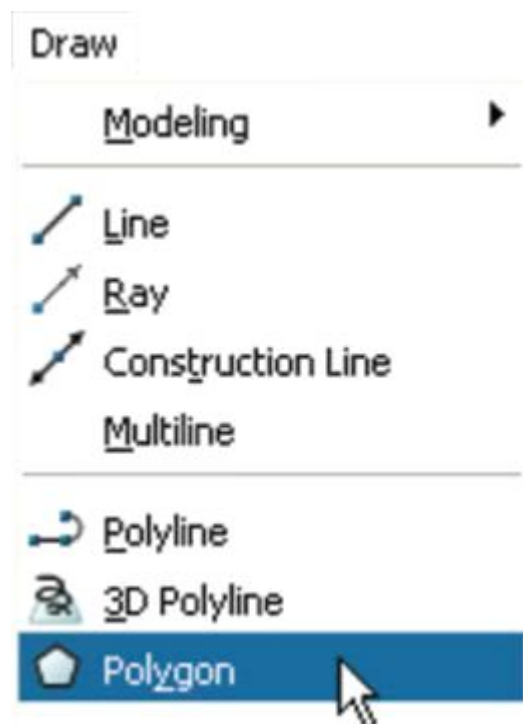 Draw
Modeling
Line
Ray
Construction Line
Multiline
Polyline
3D Polyline
Polygon